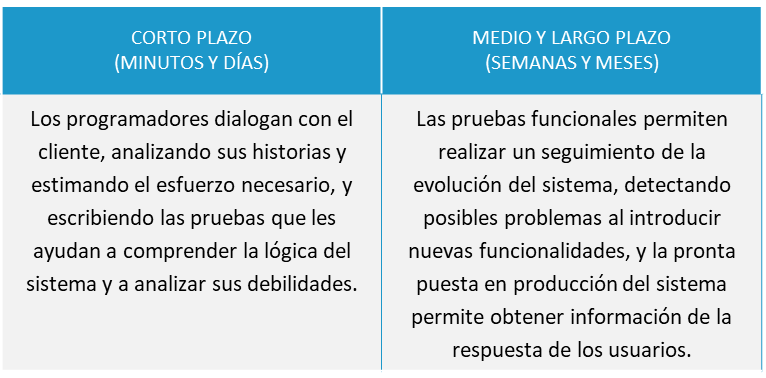 CORTO PLAZO
(MINUTOS Y DÍAS)
MEDIO Y LARGO PLAZO
(SEMANAS Y MESES)
Los programadores dialogan con el
cliente, analizando sus historias y
estimando el esfuerzo necesario, y
escribiendo las pruebas que les
ayudan a comprender la lógica del
sistema y a analizar sus debilidades.
Las pruebas funcionales permiten
realizar un seguimiento de la
evolución del sistema, detectando
posibles problemas al introducir
nuevas funcionalidades, y la pronta
puesta en producción del sistema
permite obtener información de la
respuesta de los usuarios.